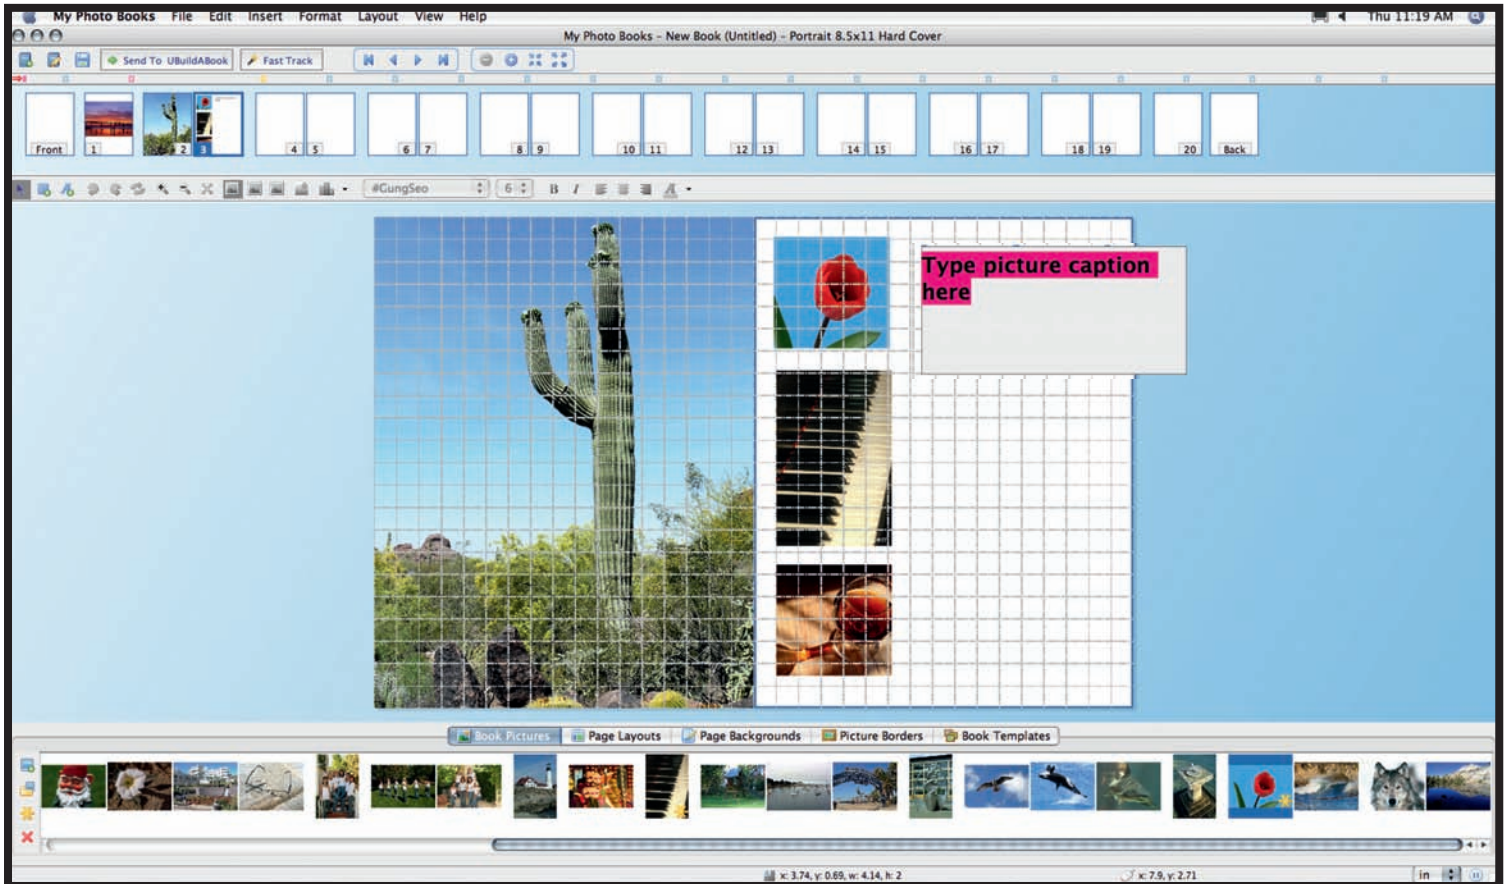 My Photo Books File Edit Insert Format Layout View Help Thu 11:19 AM
My Photo Books - New Book (Untitled) - Portrait 8.5x11 Hard Cover
Send To UBuildABook Fast Track
Front 1 2 3 4 5 6 7 8 9 10 11 12 13 14 15 16 17 18 19 20 Back
#GungSeo 6 B I A
Type picture caption
here
Book Pictures Page Layouts Page Backgrounds Picture Borders Book Templates
x: 3.74, y: 0.69, w: 4.14, h: 2 x: 7.9, y: 2.71 in